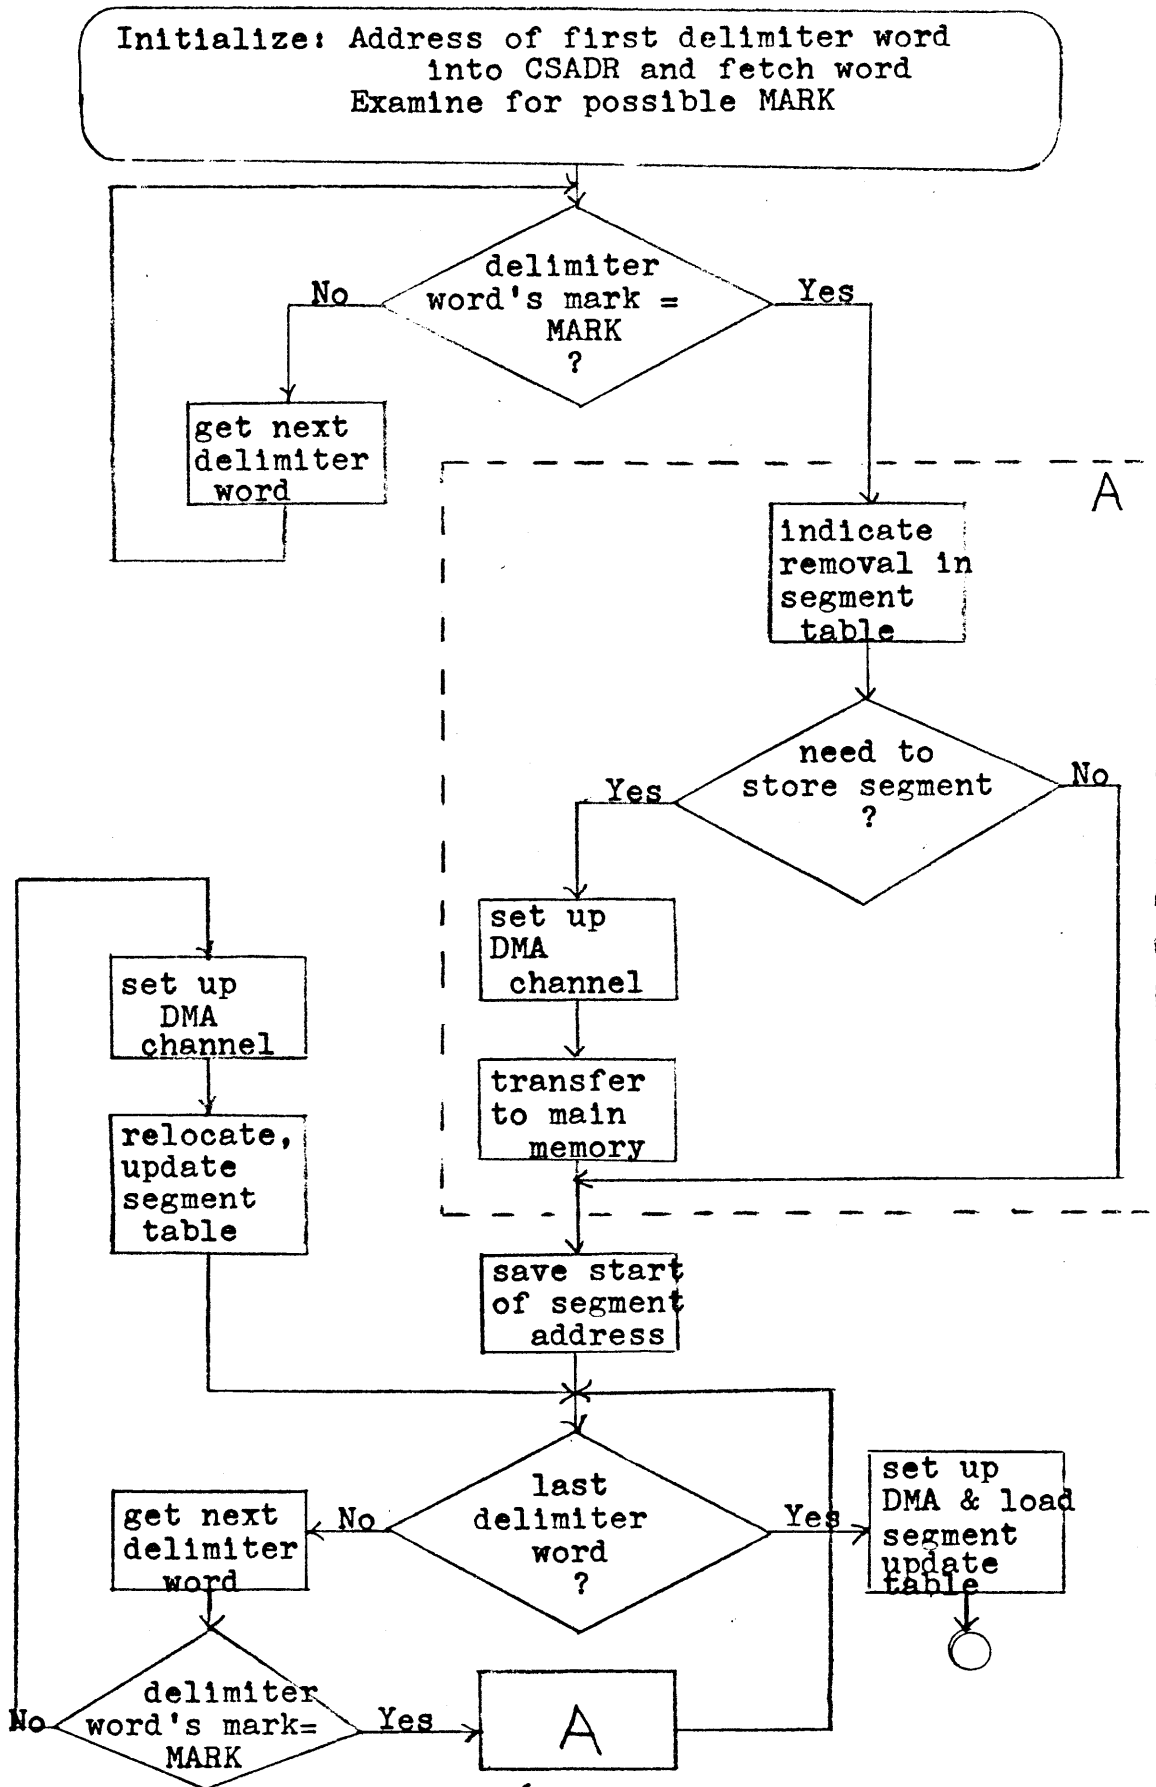 Initialize: Address of first delimiter word
into CSADR and fetch word
Examine for possible MARK
delimiter
word's mark =
MARK
?
No
Yes
get next
delimiter
word
A
indicate
removal in
segment
table
need to
store segment
?
Yes
No
set up
DMA
channel
transfer
to main
memory
set up
DMA
channel
relocate,
update
segment
table
save start
of segment
address
last
delimiter
word
?
No
Yes
get next
delimiter
word
set up
DMA & load
segment
update
table
delimiter
word's mark=
MARK
No
Yes
A